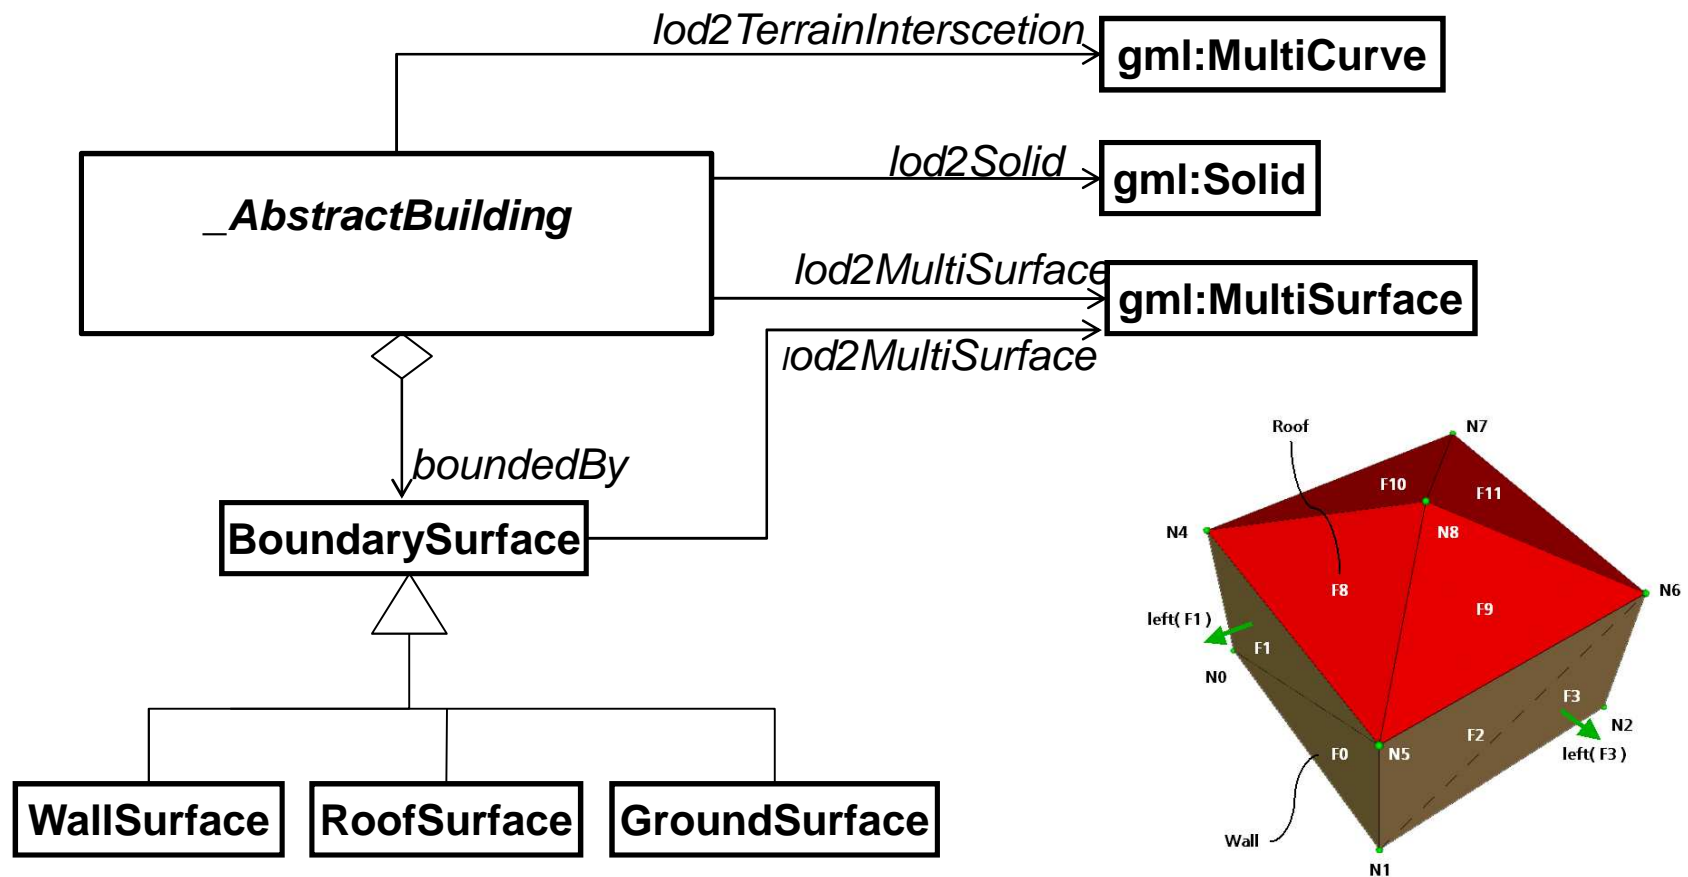 lod2TerrainInterscetion
gml:MultiCurve
lod2Solid
gml:Solid
_AbstractBuilding
lod2MultiSurface
gml:MultiSurface
lod2MultiSurface
boundedBy
BoundarySurface
WallSurface
RoofSurface
GroundSurface
Roof
N7
F10
F11
N4
N8
F8
F9
N6
left( F1 )
F1
N0
F3
N2
F2
F0
N5
left( F3 )
Wall
N1